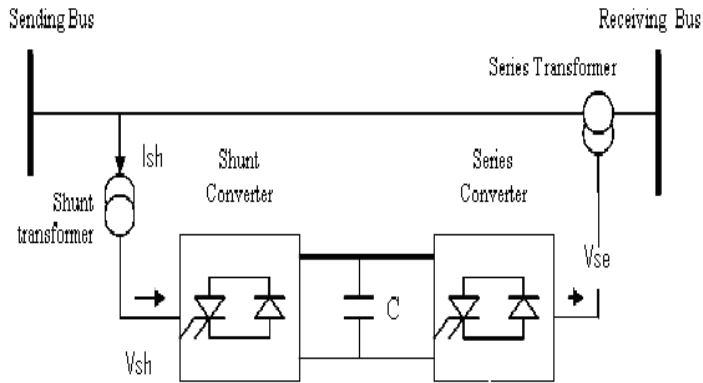 Sending Bus
Receiving Bus
Series Transformer
Ish
Shunt
Converter
Series
Converter
Shunt
transformer
Vse
C
Vsh